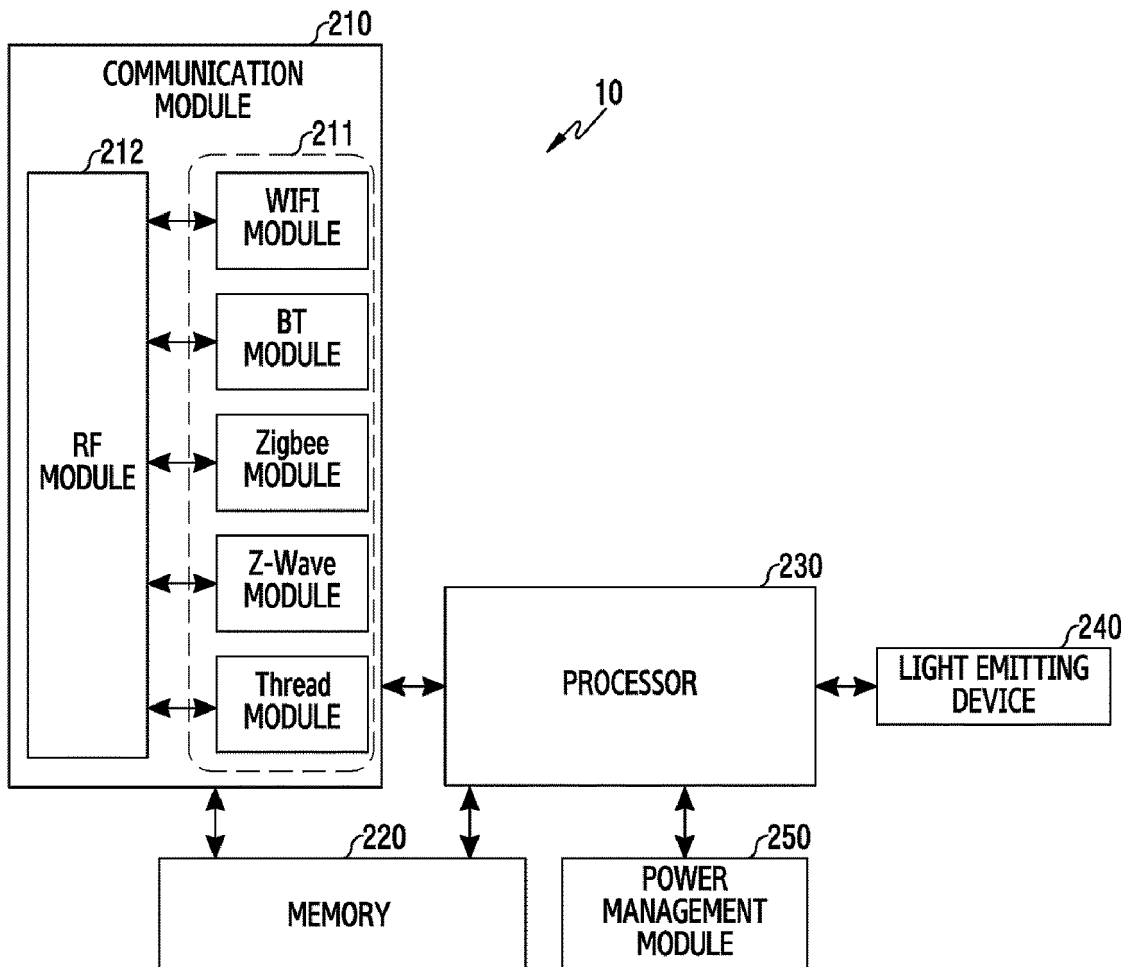 210
COMMUNICATION
MODULE
10
212
211
WIFI
MODULE
BT
MODULE
RF
MODULE
Zigbee
MODULE
Z-Wave
MODULE
Thread
MODULE
230
PROCESSOR
240
LIGHT EMITTING
DEVICE
220
MEMORY
250
POWER
MANAGEMENT
MODULE